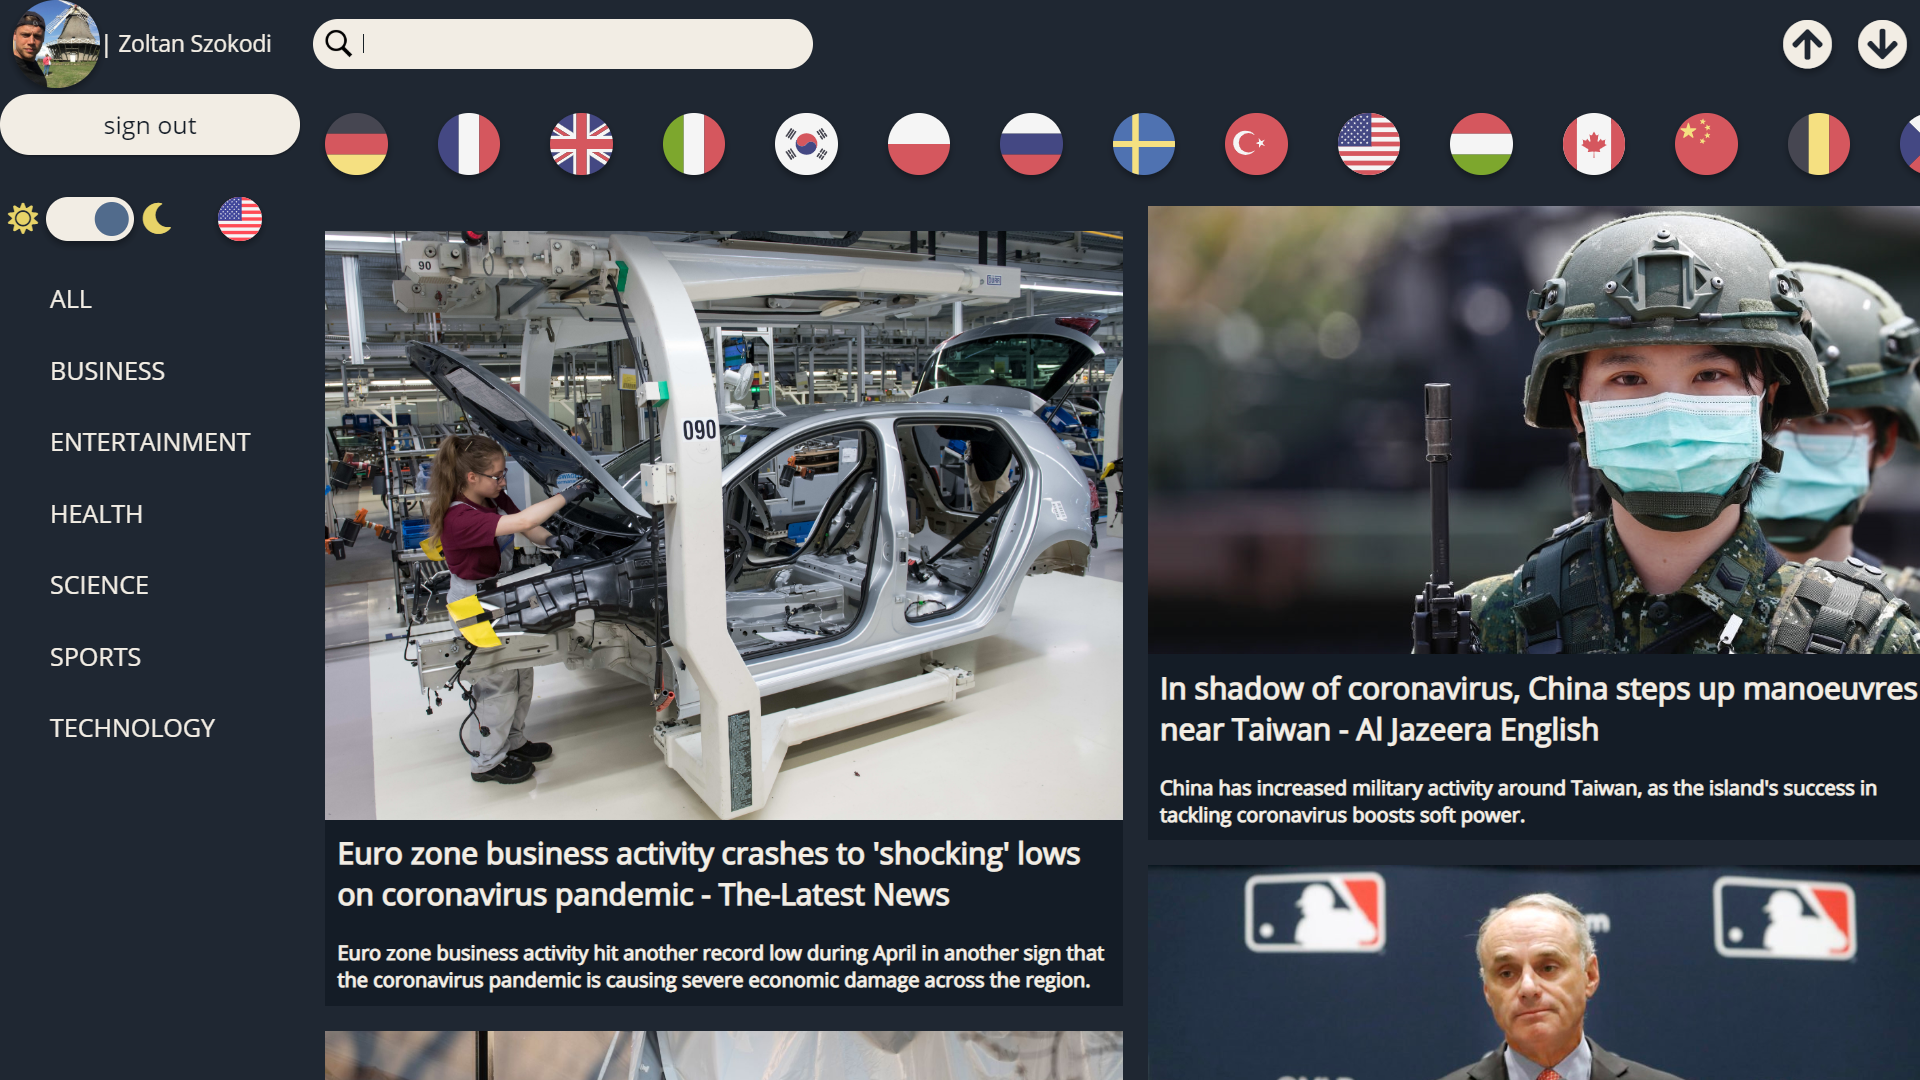 | Zoltan Szokodi
sign out
ALL
BUSINESS
ENTERTAINMENT
HEALTH
SCIENCE
SPORTS
TECHNOLOGY
90
090
Euro zone business activity crashes to 'shocking' lows
on coronavirus pandemic - The-Latest News
Euro zone business activity hit another record low during April in another sign that
the coronavirus pandemic is causing severe economic damage across the region.
In shadow of coronavirus, China steps up manoeuvres
near Taiwan - Al Jazeera English
China has increased military activity around Taiwan, as the island's success in
tackling coronavirus boosts soft power.